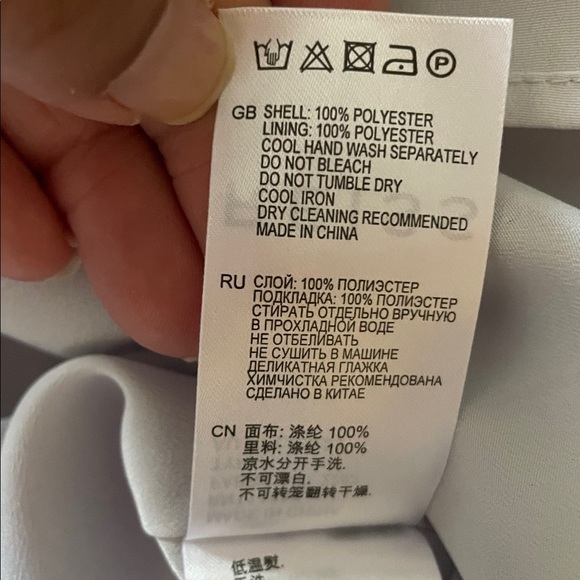 P
GB SHELL: 100% POLYESTER
LINING: 100% POLYESTER
COOL HAND WASH SEPARATELY
DO NOT BLEACH
DO NOT TUMBLE DRY
COOL IRON
DRY CLEANING RECOMMENDED
MADE IN CHINA
RU СЛОЙ: 100% ПОЛИЭСТЕР
ПОДКЛАДКА: 100% ПОЛИЭСТЕР
СТИРАТЬ ОТДЕЛЬНО ВРУЧНУЮ
В ПРОХЛАДНОЙ ВОДЕ
НЕ ОТБЕЛИВАТЬ
НЕ СУШИТЬ В МАШИНЕ
ДЕЛИКАТНАЯ ГЛАЖКА
ХИМЧИСТКА РЕКОМЕНДОВАНА
СДЕЛАНО В КИТАЕ
CN 面布: 涤纶 100%
里料: 涤纶 100%
凉水分开手洗.
不可漂白.
不可转笼翻转干燥.
低温熨.